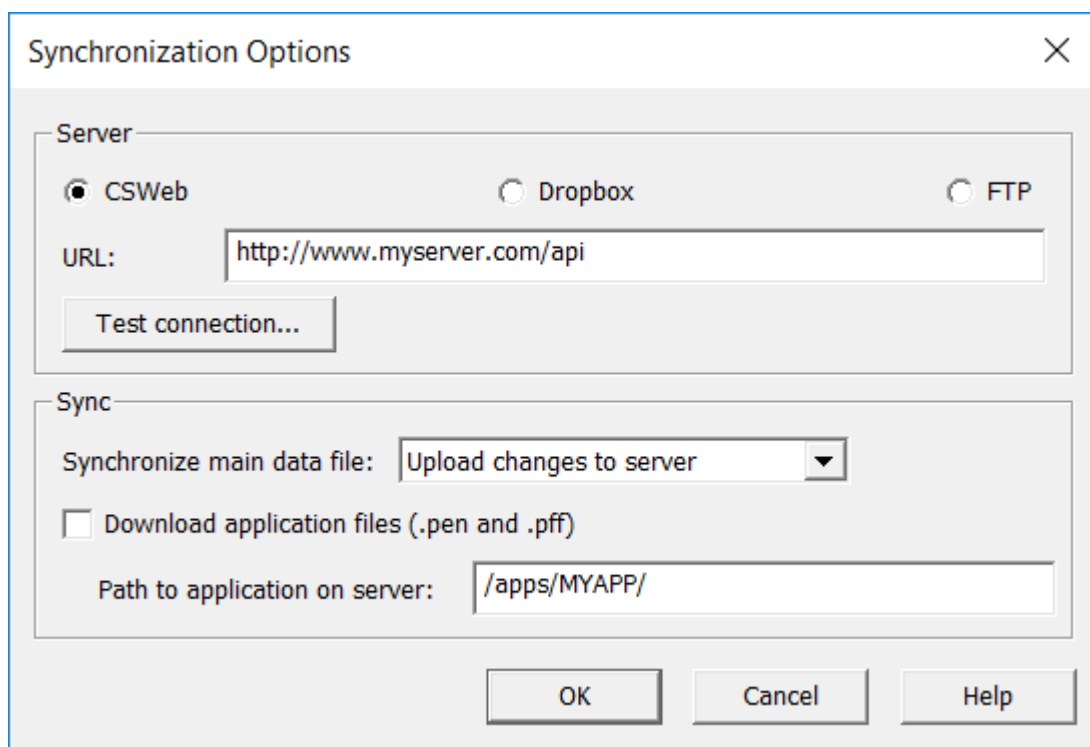 Synchronization Options
Server
CSWeb Dropbox FTP
URL: http://www.myserver.com/api
Test connection...
Sync
Synchronize main data file: Upload changes to server
Download application files (.pen and .pff)
Path to application on server: /apps/MYAPP/
OK Cancel Help